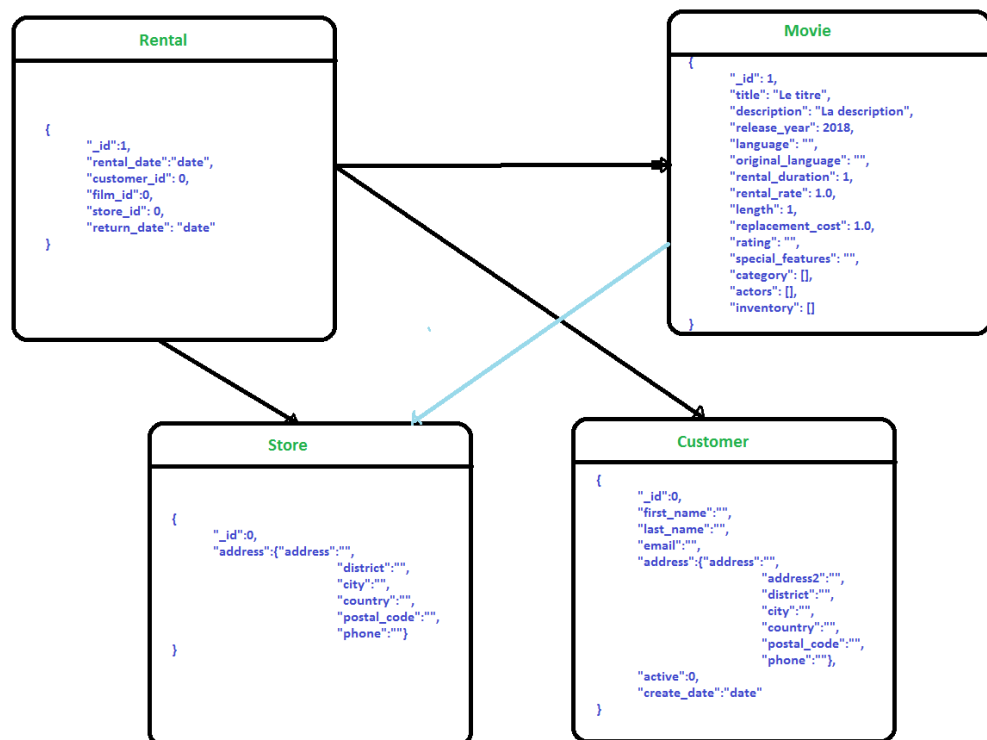 Rental
{
"_id":1,
"rental_date":"date",
"customer_id": 0,
"film_id":0,
"store_id": 0,
"return_date": "date"
}
Movie
{
"_id": 1,
"title": "Le titre",
"description": "La description",
"release_year": 2018,
"language": "",
"original_language": "",
"rental_duration": 1,
"rental_rate": 1.0,
"length": 1,
"replacement_cost": 1.0,
"rating": "",
"special_features": "",
"category": [],
"actors": [],
"inventory": []
}
Store
{
"_id":0,
"address":{"address":"",
"district":"",
"city":"",
"country":"",
"postal_code":"",
"phone":""}
}
Customer
{
"_id":0,
"first_name":"",
"last_name":"",
"email":"",
"address":{"address":"",
"address2":"",
"district":"",
"city":"",
"country":"",
"postal_code":"",
"phone":""},
"active":0,
"create_date":"date"
}